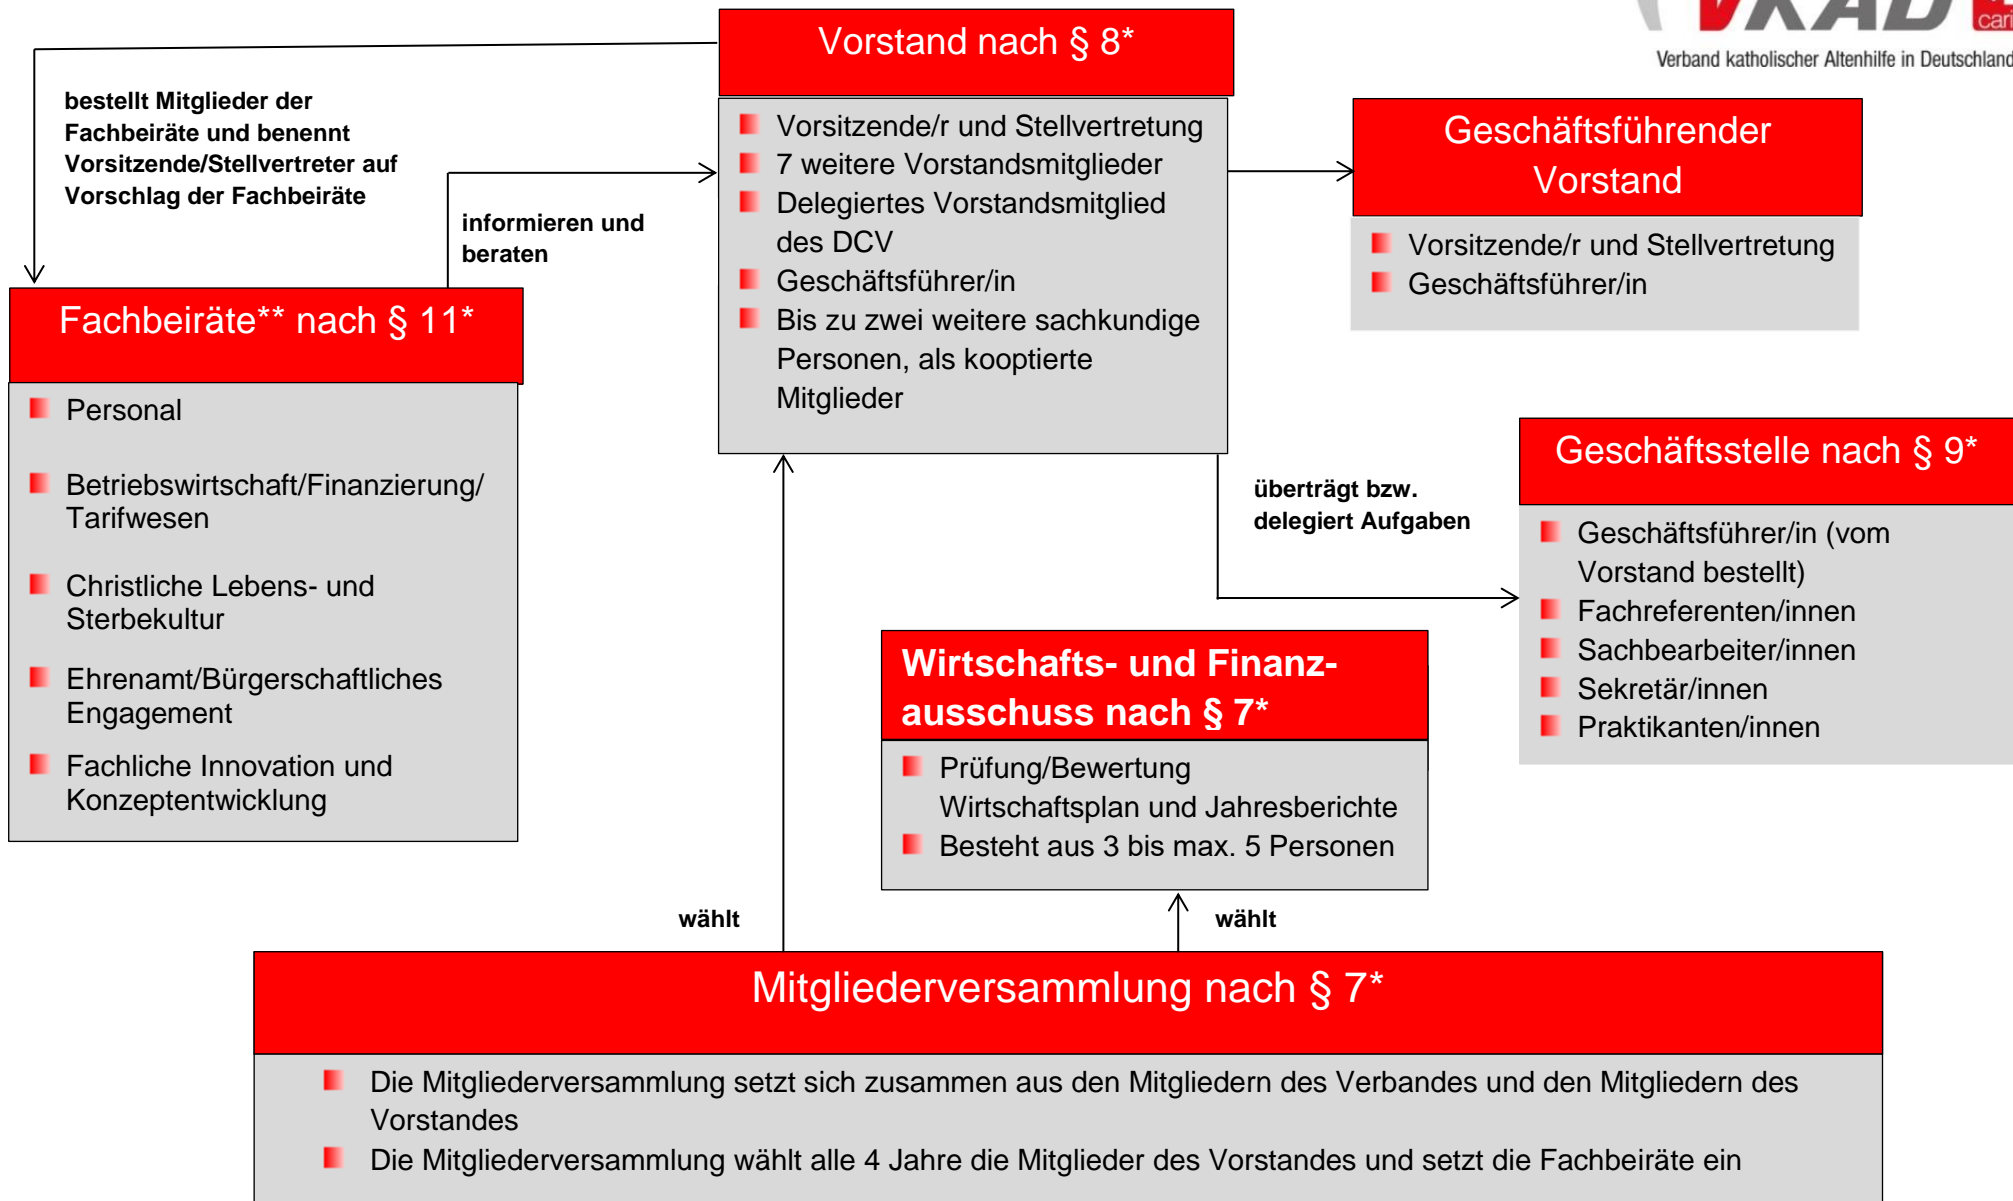 VKAD
cari
Verband katholischer Altenhilfe in Deutschland
Vorstand nach § 8*
Vorsitzende/r und Stellvertretung
7 weitere Vorstandsmitglieder
Delegiertes Vorstandsmitglied
des DCV
Geschäftsführer/in
Bis zu zwei weitere sachkundige
Personen, als kooptierte
Mitglieder
bestellt Mitglieder der
Fachbeiräte und benennt
Vorsitzende/Stellvertreter auf
Vorschlag der Fachbeiräte
informieren und
beraten
Geschäftsführender
Vorstand
Vorsitzende/r und Stellvertretung
Geschäftsführer/in
Fachbeiräte** nach § 11*
Personal
Betriebswirtschaft/Finanzierung/
Tarifwesen
Christliche Lebens- und
Sterbekultur
Ehrenamt/Bürgerschaftliches
Engagement
Fachliche Innovation und
Konzeptentwicklung
überträgt bzw.
delegiert Aufgaben
Geschäftsstelle nach § 9*
Geschäftsführer/in (vom
Vorstand bestellt)
Fachreferenten/innen
Sachbearbeiter/innen
Sekretär/innen
Praktikanten/innen
Wirtschafts- und Finanz-
ausschuss nach § 7*
Prüfung/Bewertung
Wirtschaftsplan und Jahresberichte
Besteht aus 3 bis max. 5 Personen
wählt
wählt
Mitgliederversammlung nach § 7*
Die Mitgliederversammlung setzt sich zusammen aus den Mitgliedern des Verbandes und den Mitgliedern des
Vorstandes
Die Mitgliederversammlung wählt alle 4 Jahre die Mitglieder des Vorstandes und setzt die Fachbeiräte ein